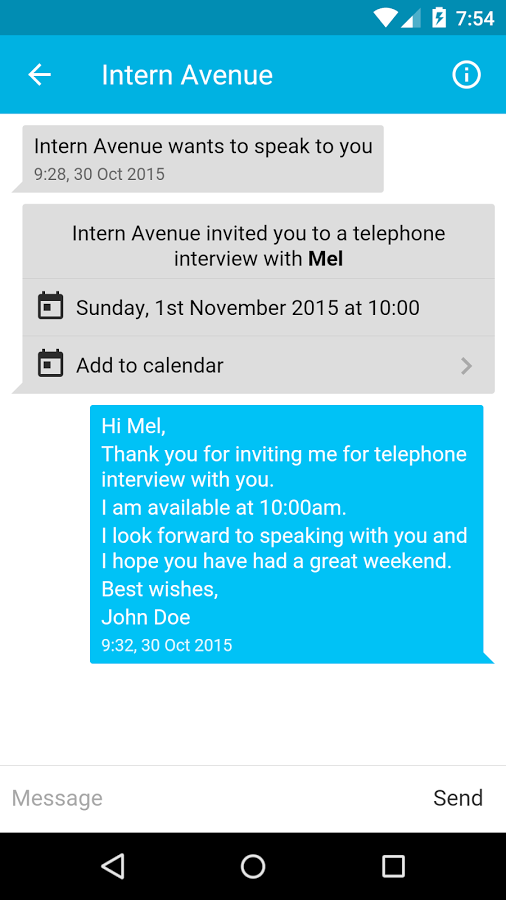 7:54
Intern Avenue
Intern Avenue wants to speak to you
9:28, 30 Oct 2015
Intern Avenue invited you to a telephone
interview with Mel
Sunday, 1st November 2015 at 10:00
Add to calendar
Hi Mel,
Thank you for inviting me for telephone
interview with you.
I am available at 10:00am.
I look forward to speaking with you and
I hope you have had a great weekend.
Best wishes,
John Doe
9:32, 30 Oct 2015
Message
Send